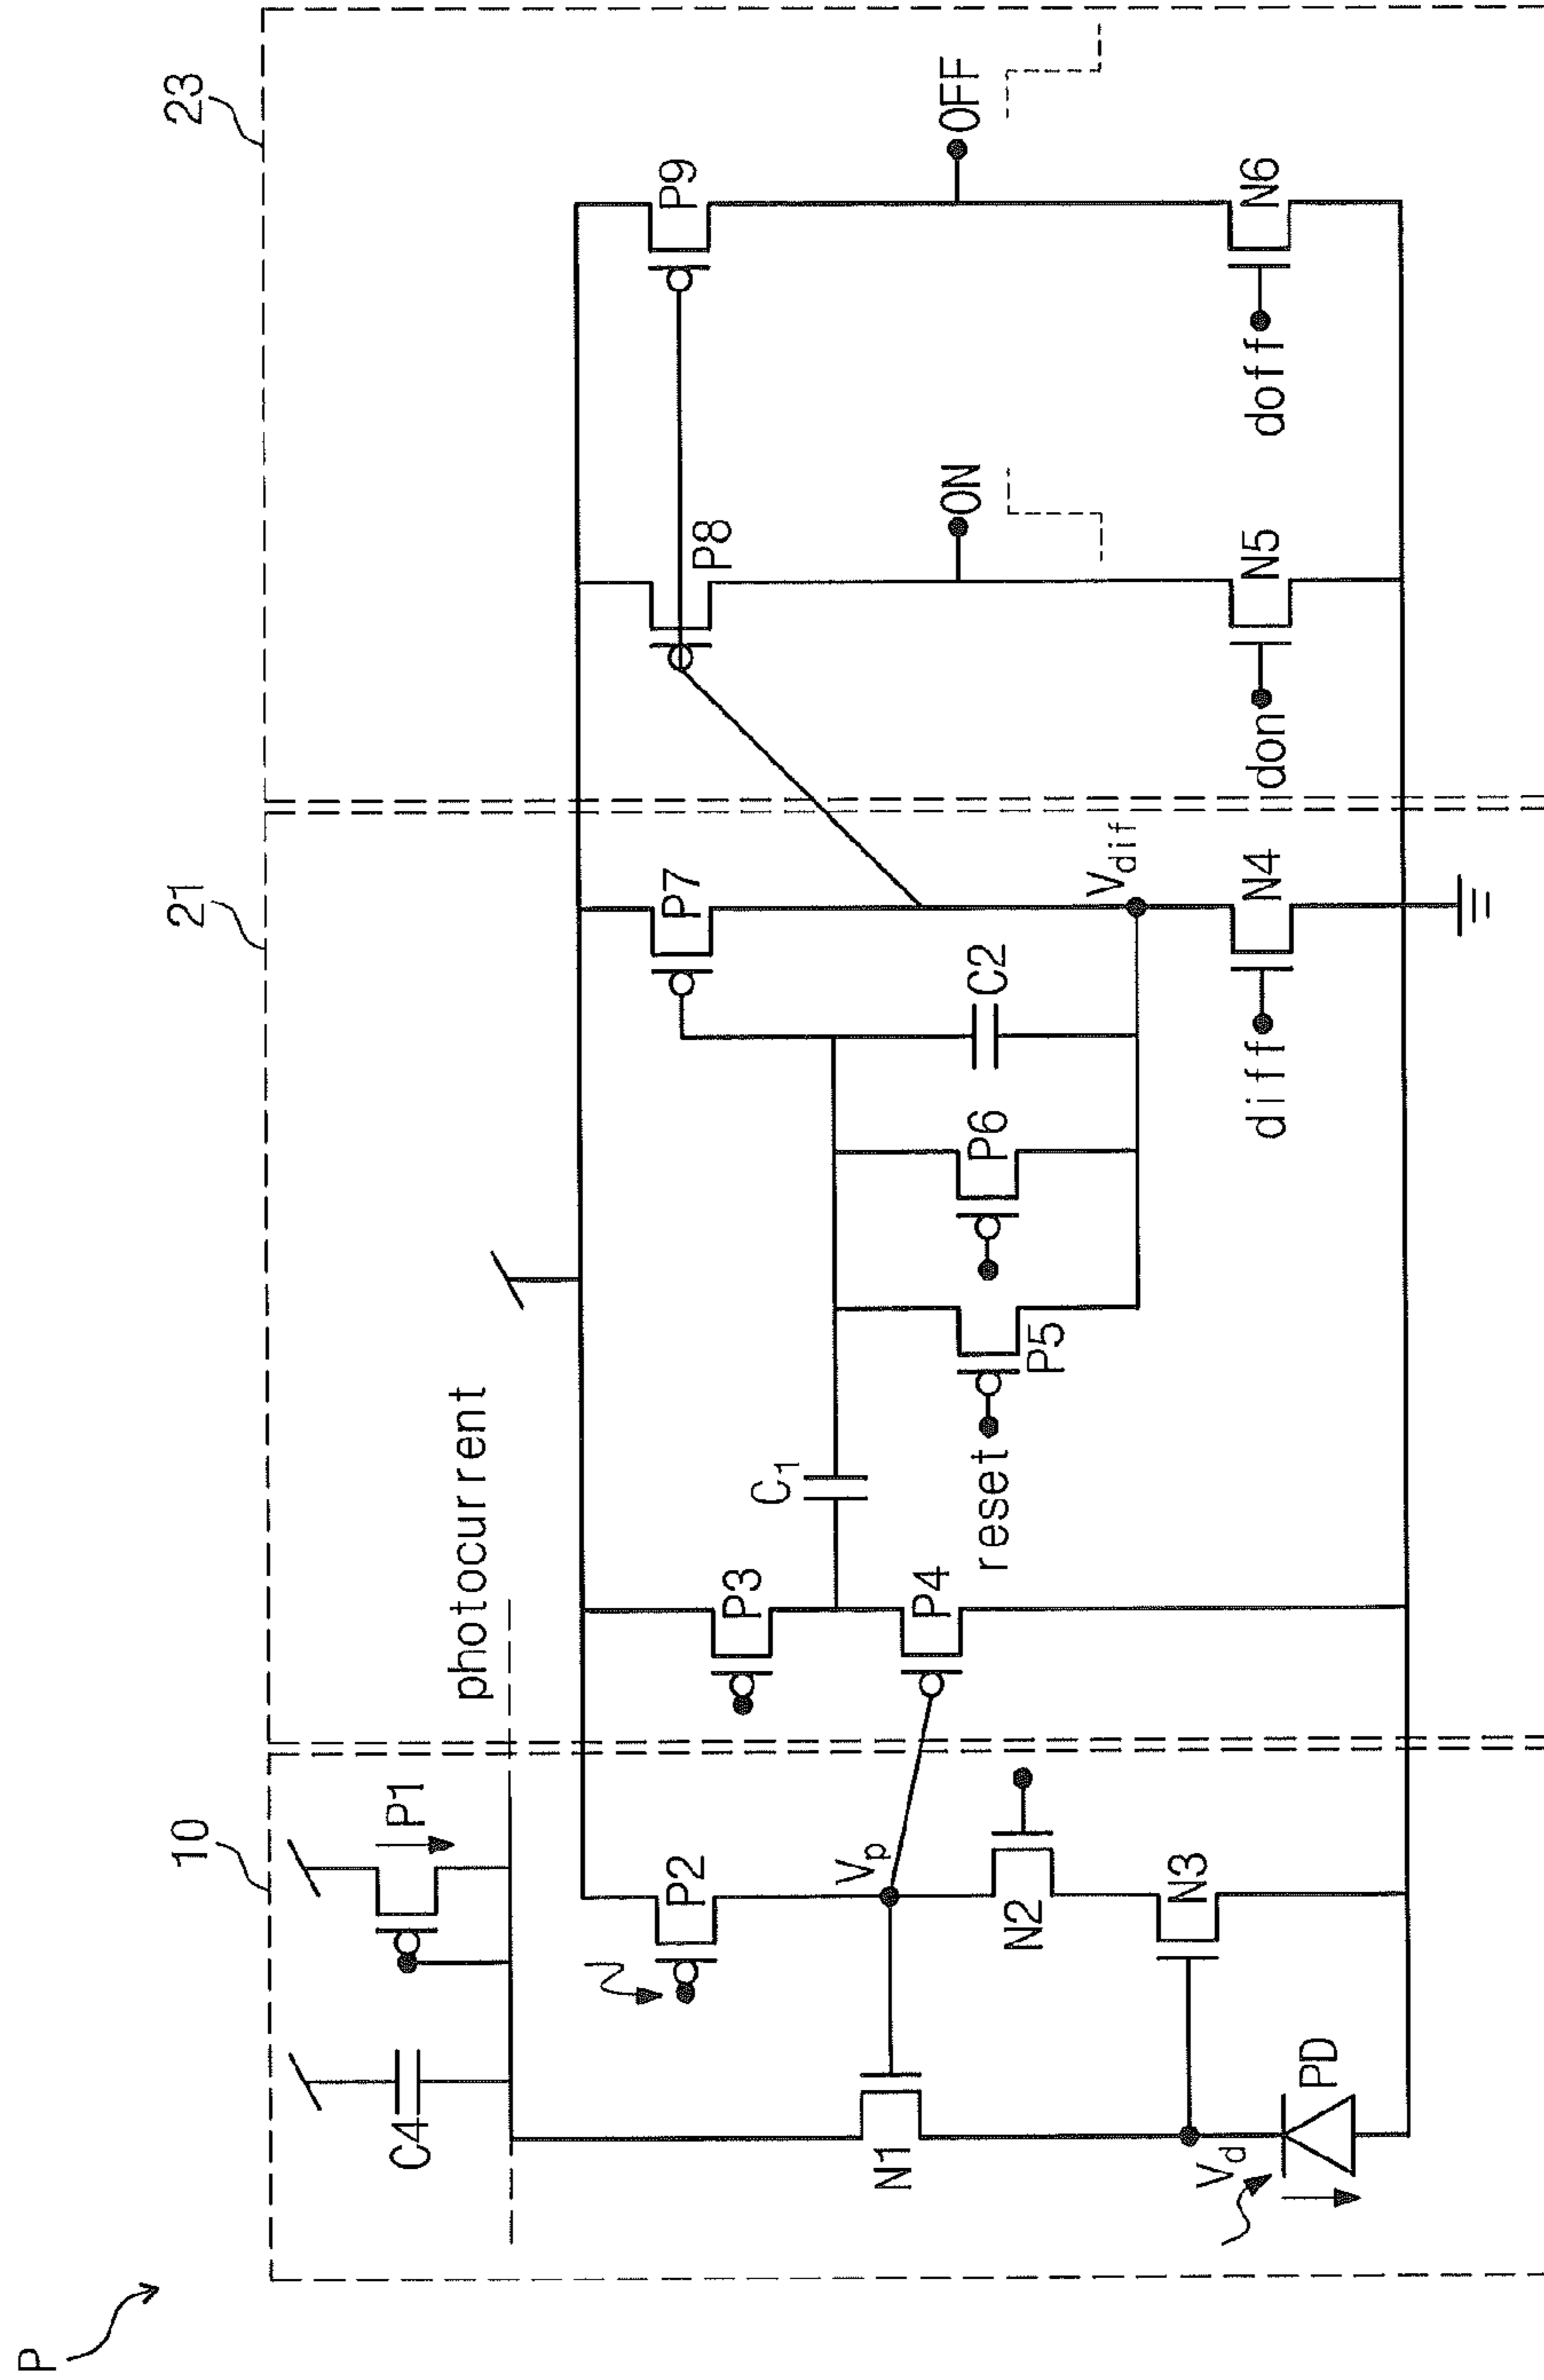 P
10
21
23
photocurrent
C4
P1
P2
Vp
N1
N2
N3
Vd
PD
P3
P4
C1
reset
P5
P6
C2
P7
Vdif
diff
N4
P8
ON
don
N5
P9
OFF
doff
N6